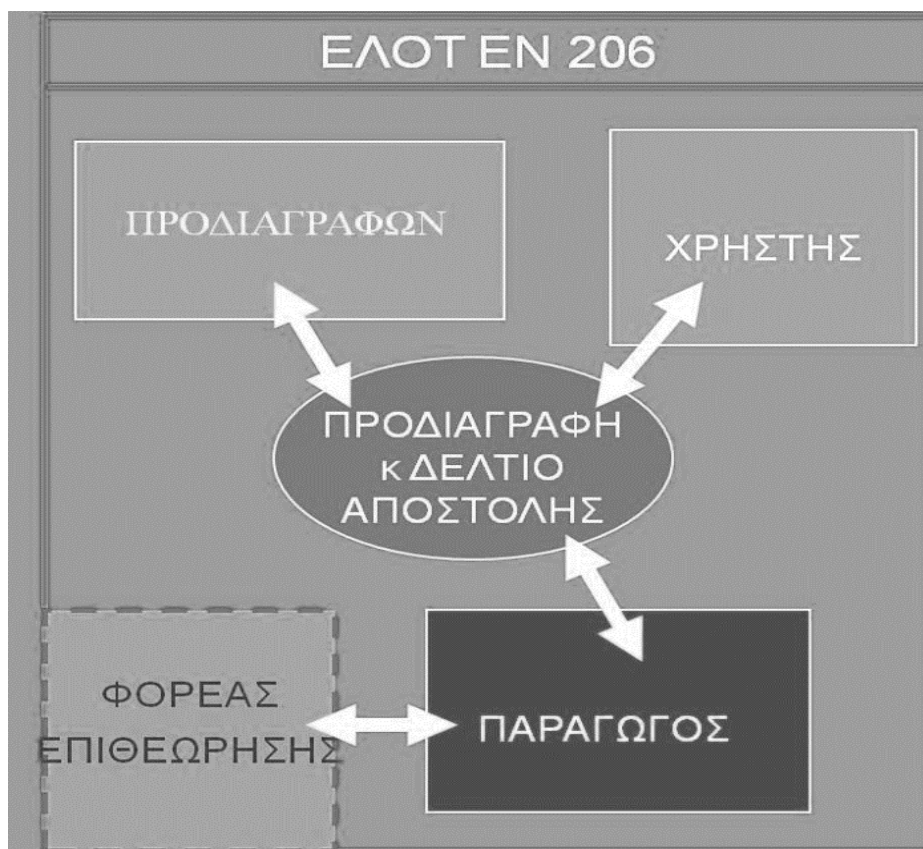 ΕΛΟΤ ΕΝ 206
ΠΡΟΔΙΑΓΡΑΦΩΝ
ΧΡΗΣΤΗΣ
ΠΡΟΔΙΑΓΡΑΦΗ
κ ΔΕΛΤΙΟ
ΑΠΟΣΤΟΛΗΣ
ΦΟΡΕΑΣ
ΕΠΙΘΕΩΡΗΣΗΣ
ΠΑΡΑΓΩΓΟΣ